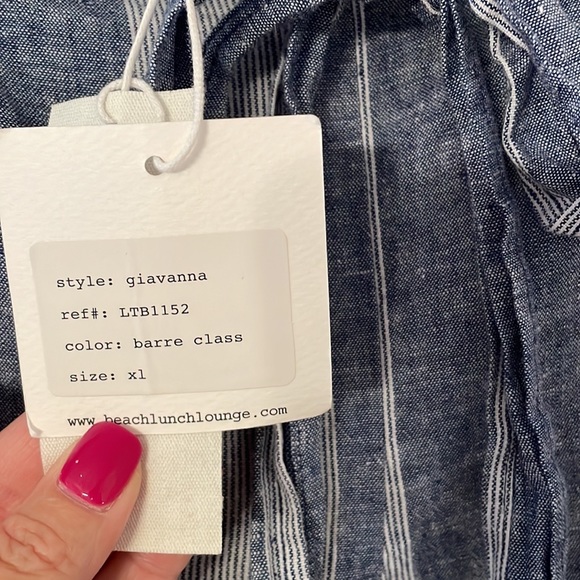 style: giavanna
ref#: LTB1152
color: barre class
size: xl
www.beachlunchlounge.com